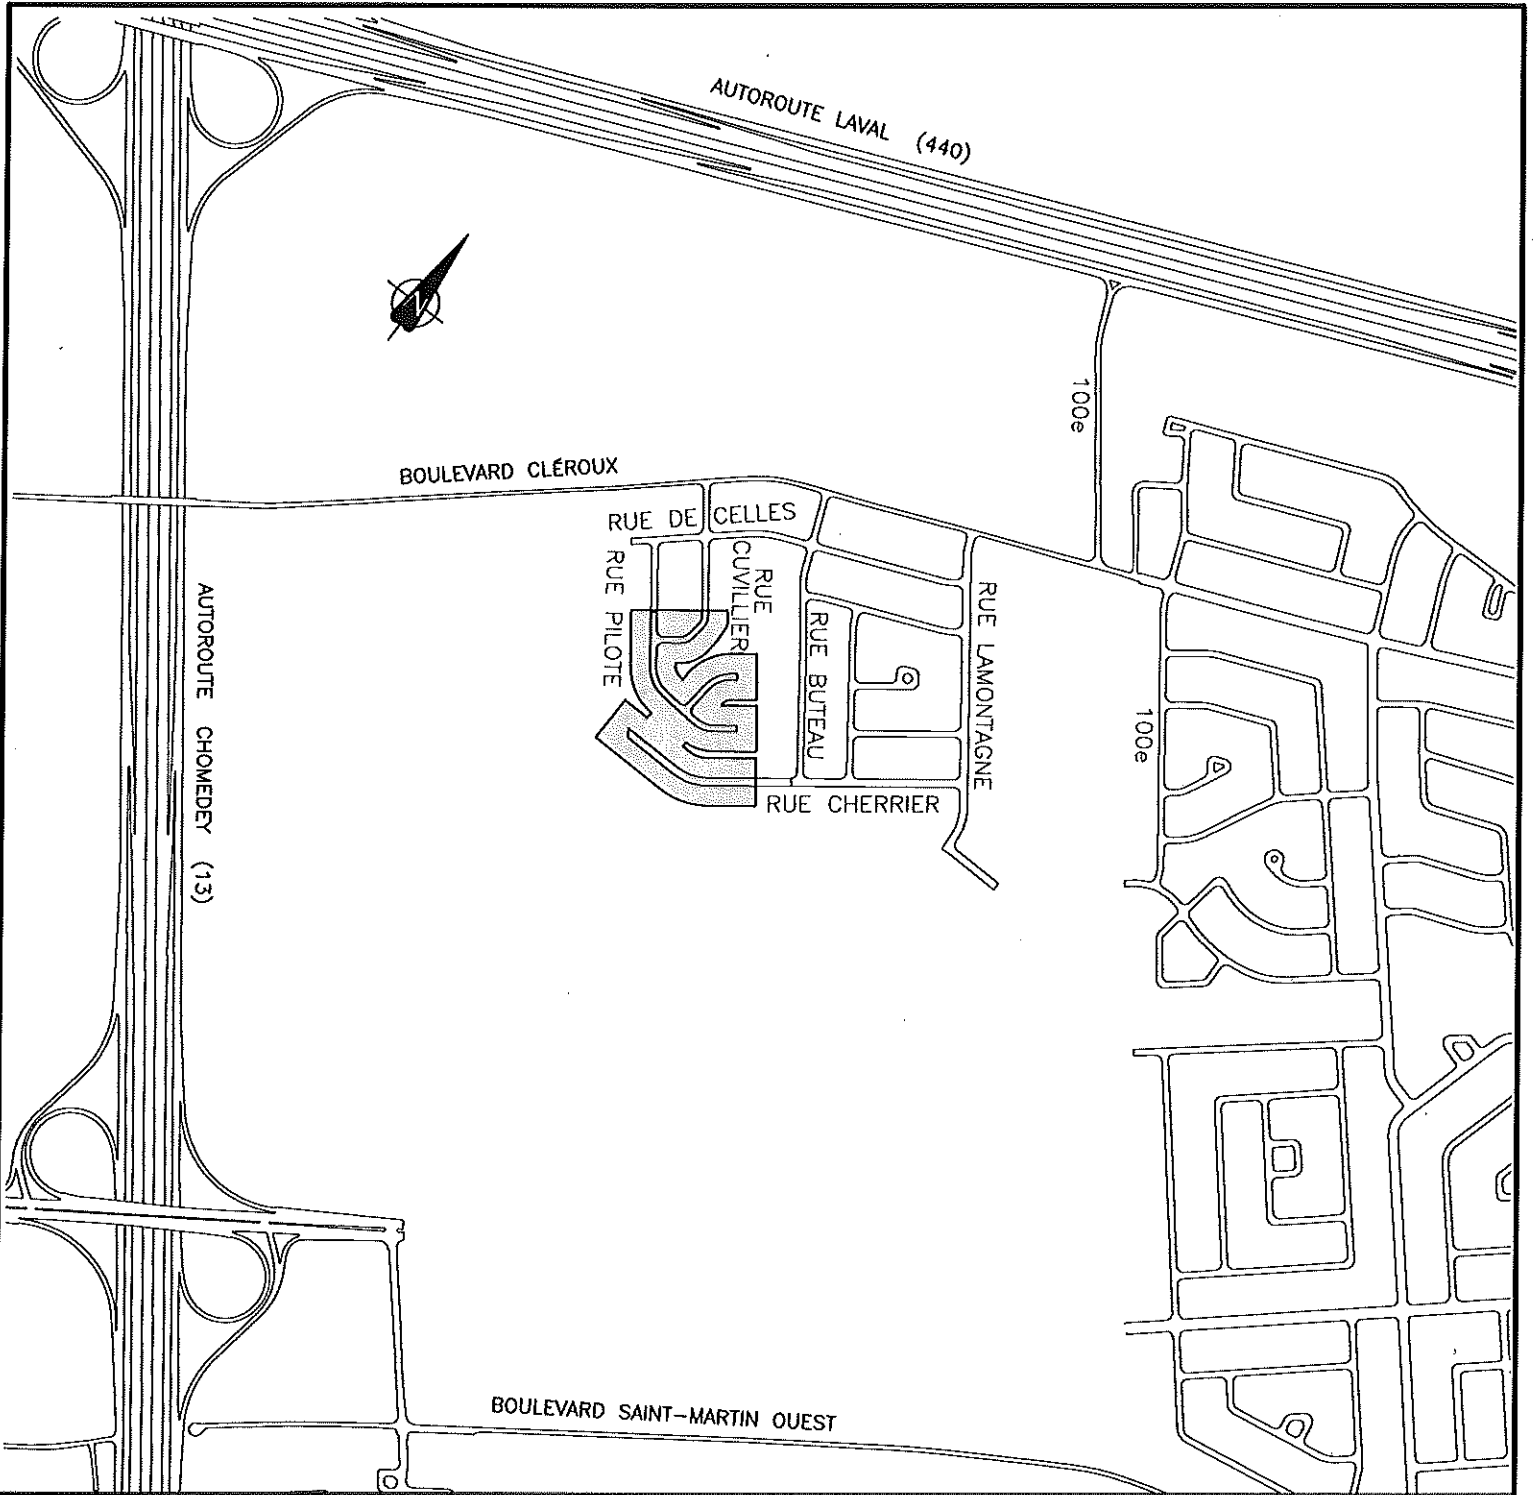 AUTOROUTE LAVAL (440)
N
100e
BOULEVARD CLÉROUX
RUE DE CELLES
RUE
CUVILLIER
RUE PILOTE
RUE BUTEAU
RUE LAMONTAGNE
AUTOROUTE CHOMEDEY (13)
100e
RUE CHERRIER
BOULEVARD SAINT-MARTIN OUEST